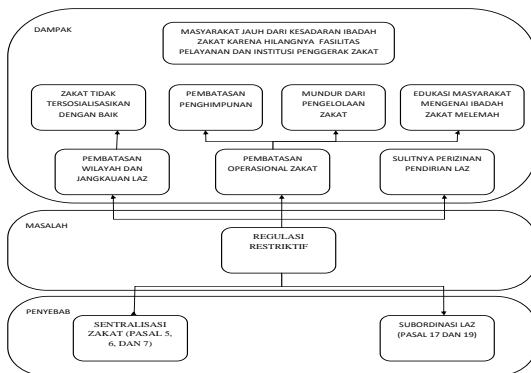 DAMPAK
MASYARAKAT JAUH DARI KESADARAN IBADAH
ZAKAT KARENA HILANGNYA FASILITAS
PELAYANAN DAN INSTITUSI PENGGERAK ZAKAT
ZAKAT TIDAK
TERSOSIALISASIKAN
DENGAN BAIK
PEMBATASAN
PENGHIMPUNAN
MUNDUR DARI
PENGELOLAAN
ZAKAT
EDUKASI MASYARAKAT
MENGENAI IBADAH
ZAKAT MELEMAH
PEMBATASAN
WILAYAH DAN
JANGKAUAN LAZ
PEMBATASAN
OPERASIONAL ZAKAT
SULITNYA PERIZINAN
PENDIRIAN LAZ
MASALAH
REGULASI
RESTRIKTIF
PENYEBAB
SENTRALISASI
ZAKAT (PASAL 5,
6, DAN 7)
SUBORDINASI LAZ
(PASAL 17 DAN 19)